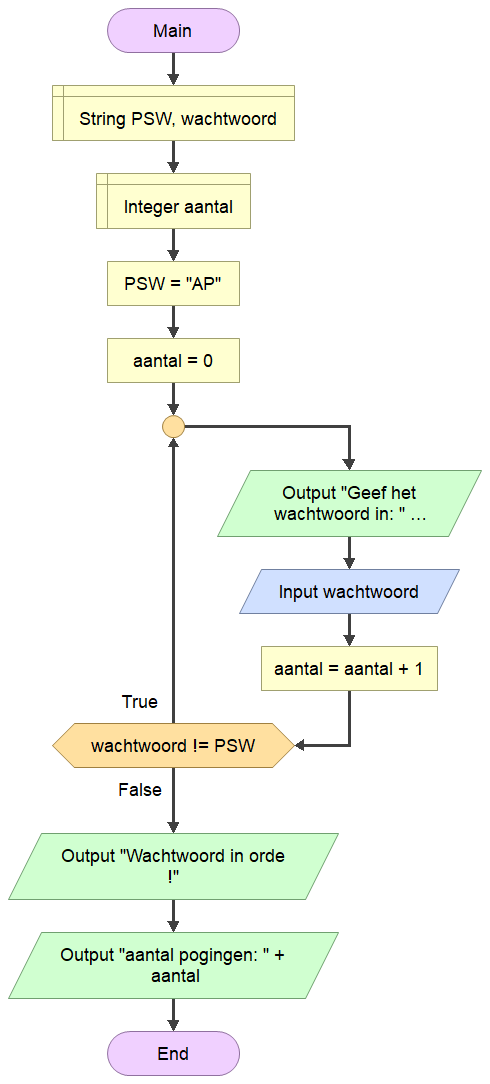 Main
String PSW, wachtwoord
Integer aantal
PSW = "AP"
aantal = 0
Output "Geef het
wachtwoord in: " ...
Input wachtwoord
aantal = aantal + 1
True
wachtwoord != PSW
False
Output "Wachtwoord in orde
!"
Output "aantal pogingen: " +
aantal
End